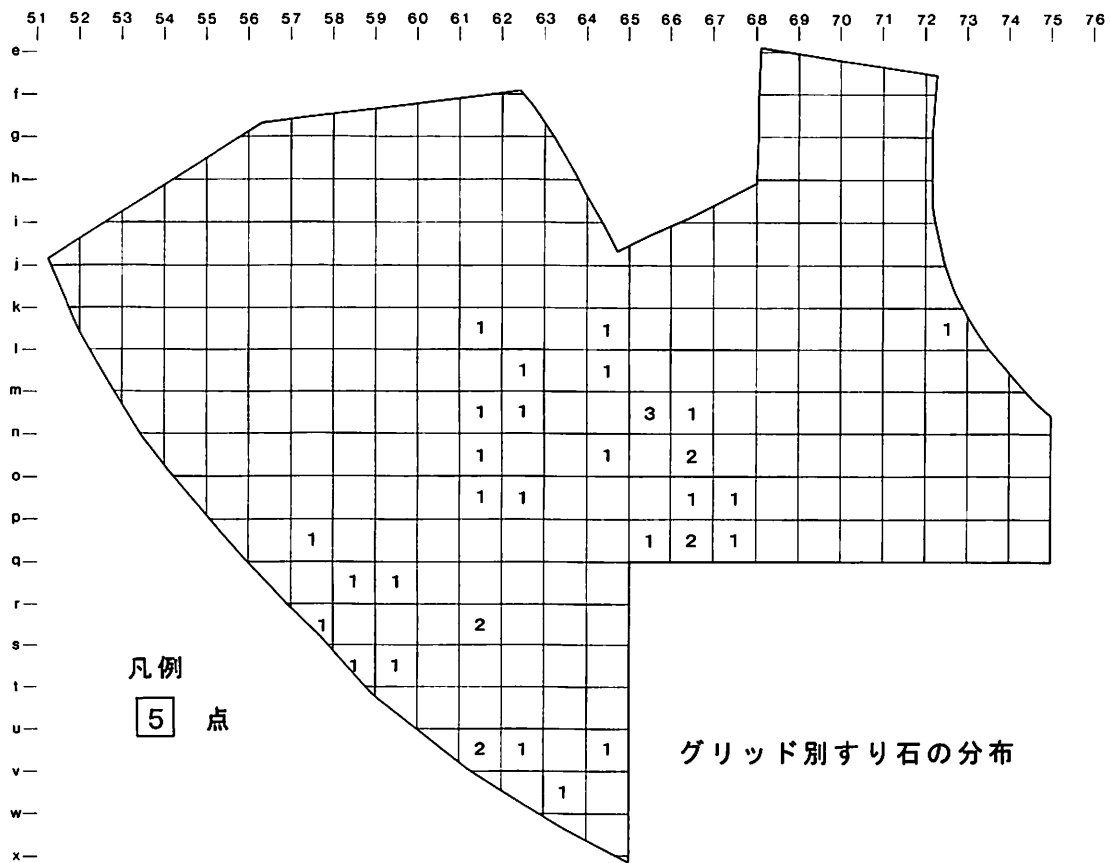 51 52 53 54 55 56 57 58 59 60 61 62 63 64 65 66 67 68 69 70 71 72 73 74 75 76
e
f
g
h
i
j
k
1 1 1
l
1 1
m
1 1 3 1
n
1 1 2
o
1 1 1 1
p
1 1 2 1
q
1 1
r
1 2
s
1 1
t
u
2 1 1
v
1
w
x
凡例
5 点
グリッド別すり石の分布